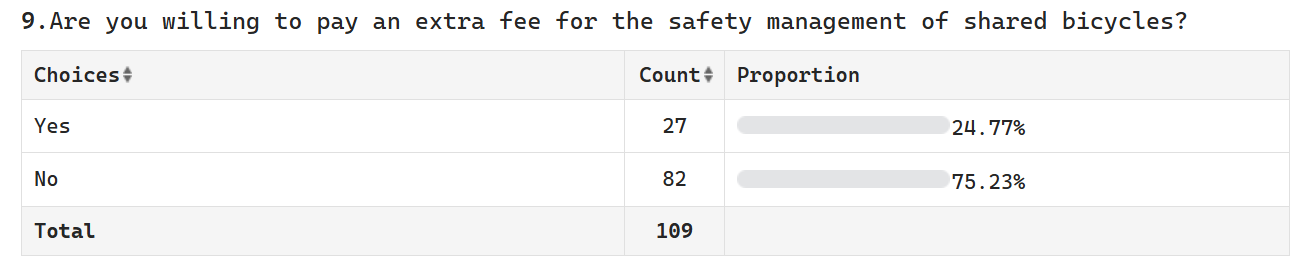 9.Are you willing to pay an extra fee for the safety management of shared bicycles?
Choices Count Proportion
Yes 27 24.77%
No 82 75.23%
Total 109